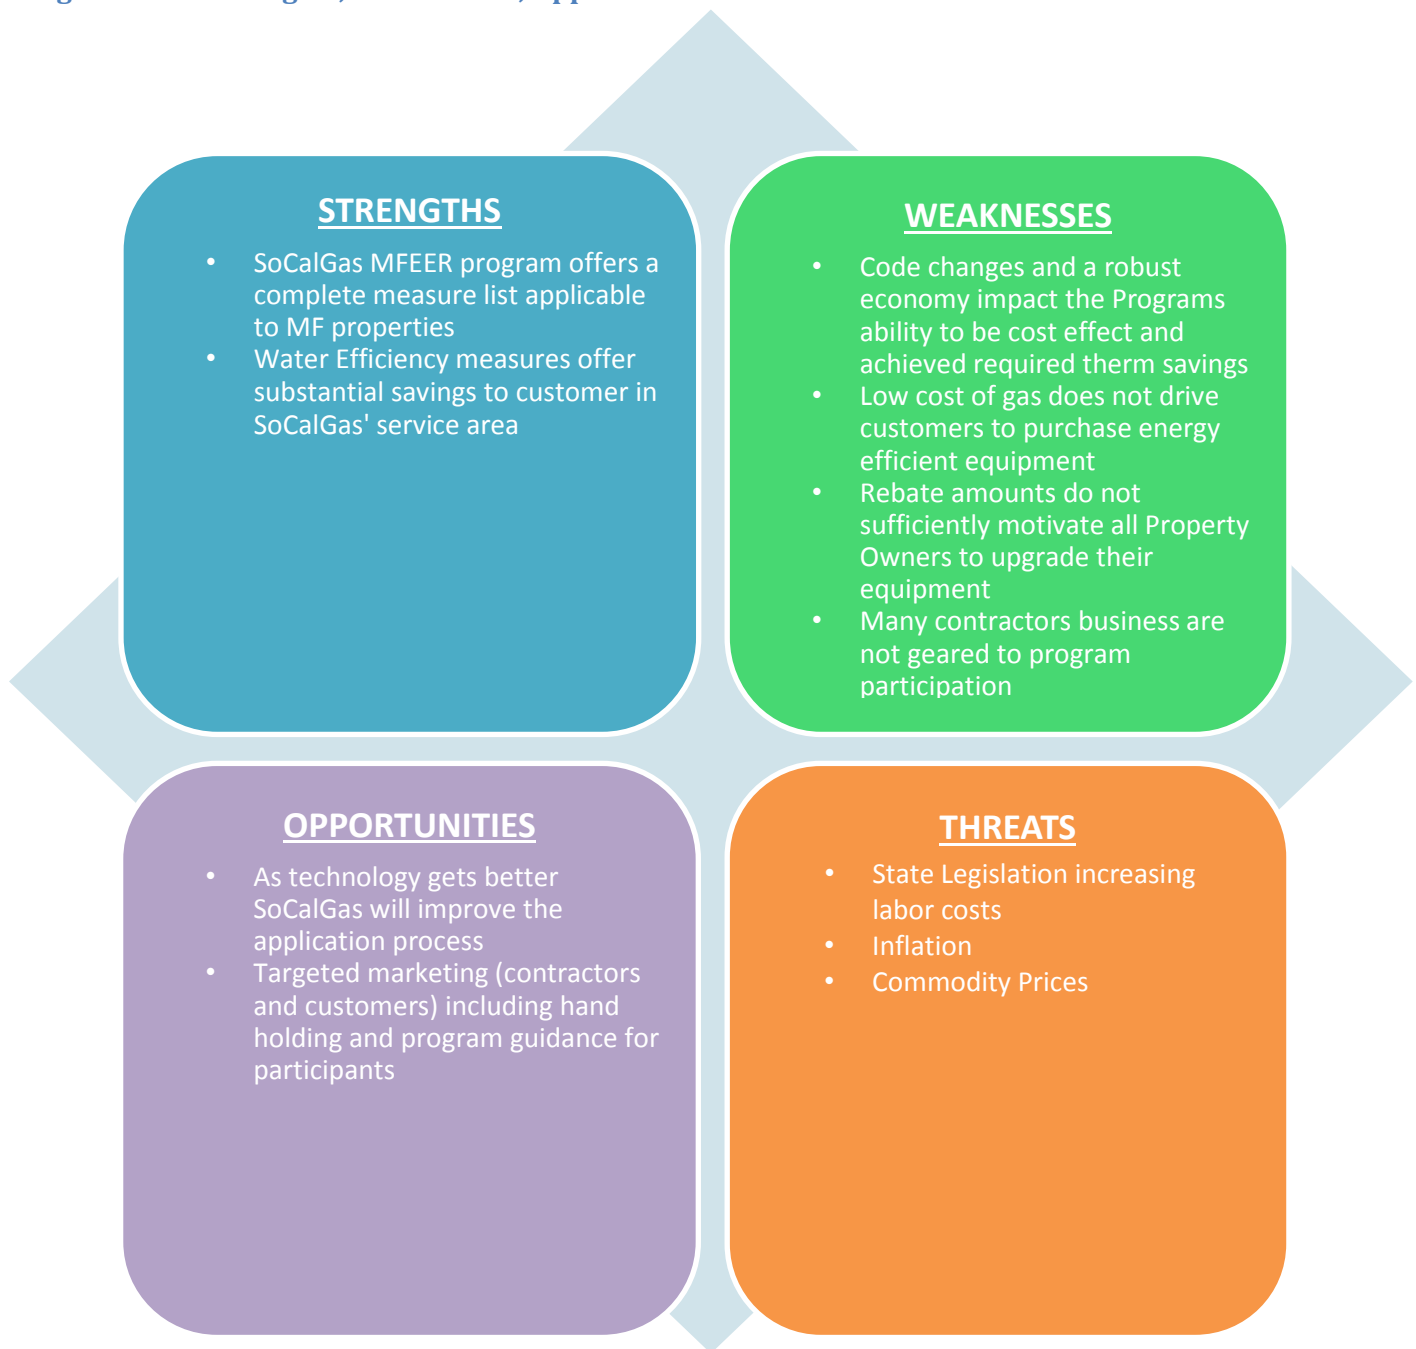 STRENGTHS
• SoCalGas MFEER program offers a
complete measure list applicable
to MF properties
• Water Efficiency measures offer
substantial savings to customer in
SoCalGas' service area
WEAKNESSES
• Code changes and a robust
economy impact the Programs
ability to be cost effect and
achieved required therm savings
• Low cost of gas does not drive
customers to purchase energy
efficient equipment
• Rebate amounts do not
sufficiently motivate all Property
Owners to upgrade their
equipment
• Many contractors business are
not geared to program
participation
OPPORTUNITIES
• As technology gets better
SoCalGas will improve the
application process
• Targeted marketing (contractors
and customers) including hand
holding and program guidance for
participants
THREATS
• State Legislation increasing
labor costs
• Inflation
• Commodity Prices